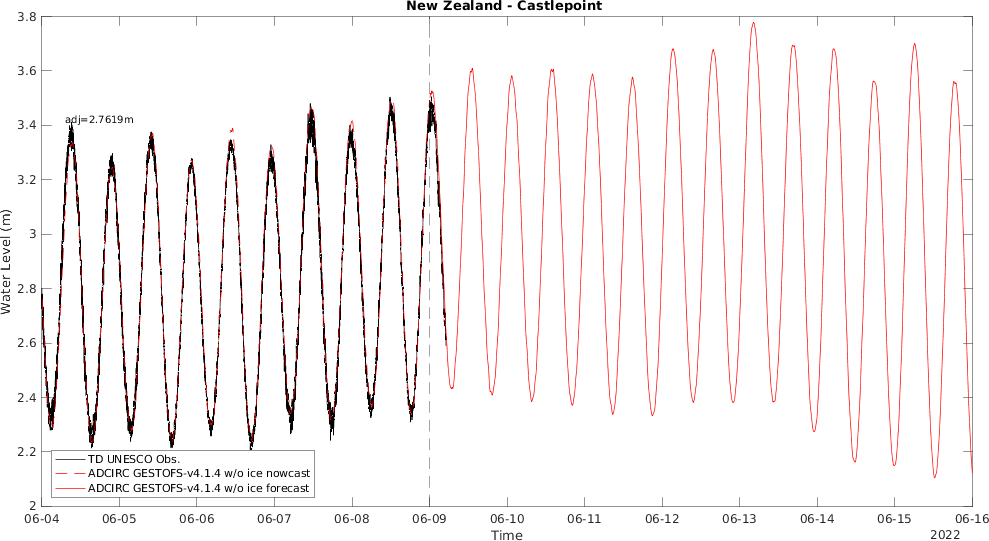 New Zealand - Castlepoint
3.8
3.6
3.4
3.2
3
2.8
2.6
2.4
2.2
2
Water Level (m)
adj=2.7619m
TD UNESCO Obs.
ADCIRC GESTOFS-v4.1.4 w/o ice nowcast
ADCIRC GESTOFS-v4.1.4 w/o ice forecast
06-04 06-05 06-06 06-07 06-08 06-09 06-10 06-11 06-12 06-13 06-14 06-15 06-16
Time
2022